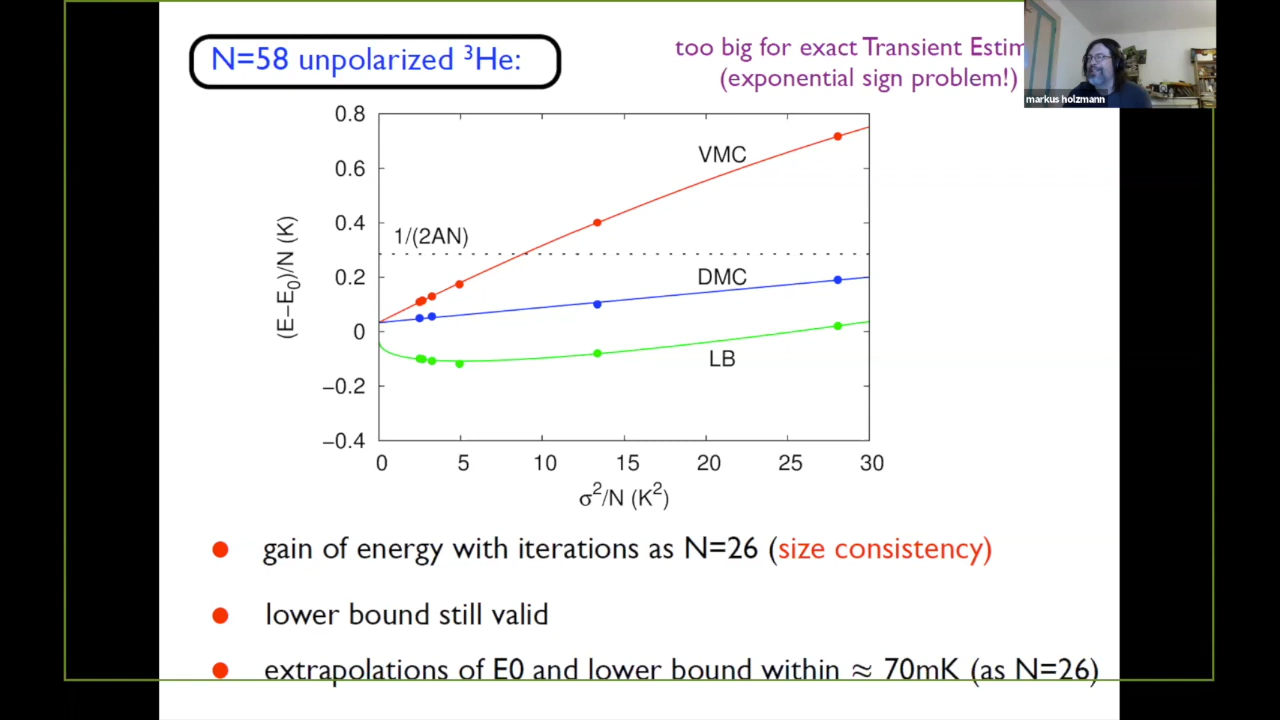 N=58 unpolarized ³He:
too big for exact Transient Estim
(exponential sign problem!)
markus holzmann
0.8
0.6
0.4
0.2
0
−0.2
−0.4
(E−E₀)/N (K)
VMC
1/(2AN)
DMC
LB
0 5 10 15 20 25 30
σ²/N (K²)
gain of energy with iterations as N=26 (size consistency)
lower bound still valid
extrapolations of E0 and lower bound within ≈ 70mK (as N=26)